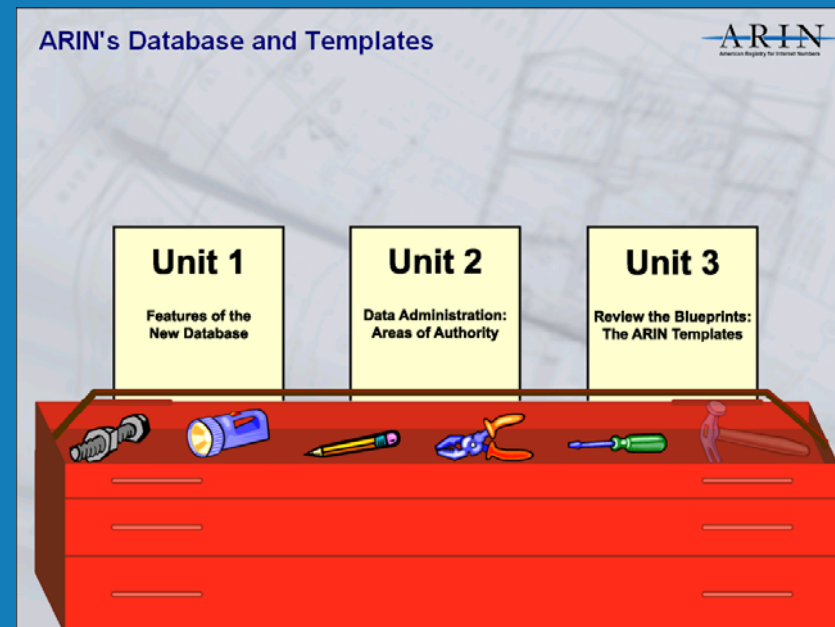 ARIN's Database and Templates
ARIN
American Registry for Internet Numbers
Unit 1
Features of the
New Database
Unit 2
Data Administration:
Areas of Authority
Unit 3
Review the Blueprints:
The ARIN Templates